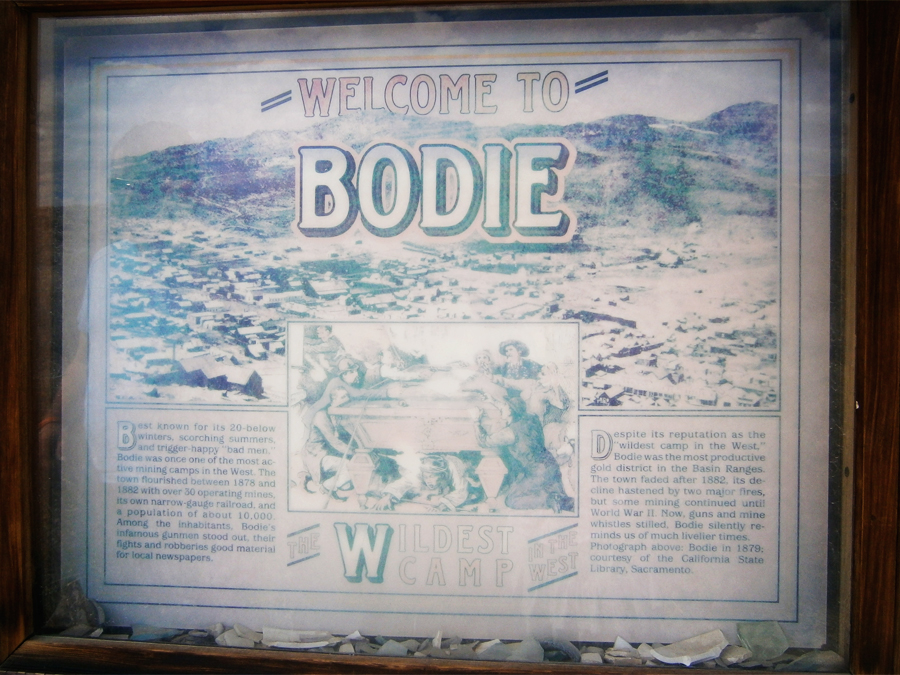 WELCOME TO
BODIE
Best known for its 20-below
winters, scorching summers,
and trigger-happy "bad men,"
Bodie was once one of the most ac-
tive mining camps in the West. The
town flourished between 1878 and
1882 with over 30 operating mines,
its own narrow-gauge railroad, and
a population of about 10,000.
Among the inhabitants, Bodie's
infamous gunmen stood out, their
fights and robberies good material
for local newspapers.
THE WILDEST CAMP IN THE WEST
Despite its reputation as the
"wildest camp in the West,"
Bodie was the most productive
gold district in the Basin Ranges.
The town faded after 1882, its de-
cline hastened by two major fires,
but some mining continued until
World War II. Now, guns and mine
whistles stilled, Bodie silently re-
minds us of much livelier times.
Photograph above: Bodie in 1879;
courtesy of the California State
Library, Sacramento.